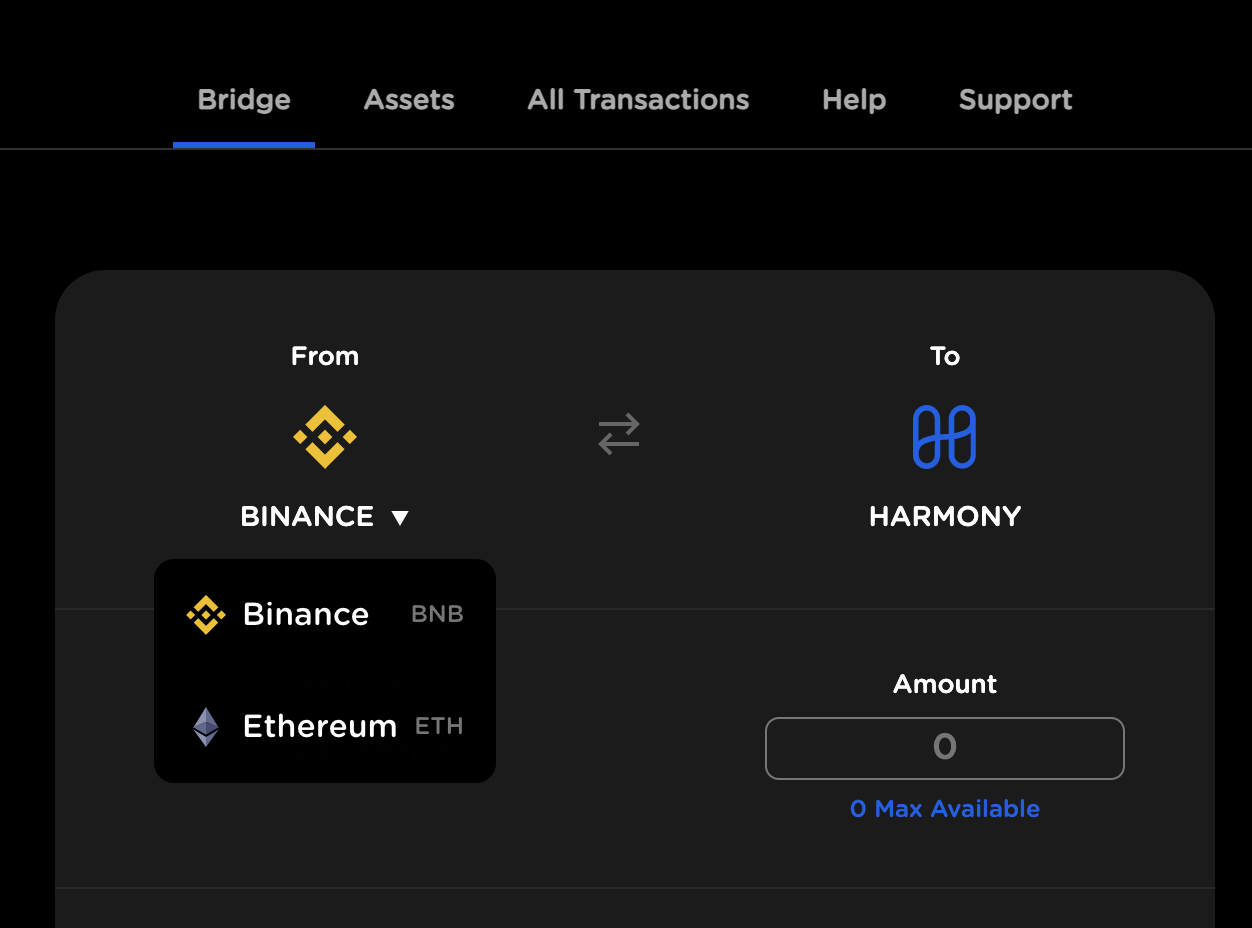 Bridge Assets All Transactions Help Support
From To
BINANCE ▼ HARMONY
Binance BNB
Ethereum ETH
Amount
0
0 Max Available